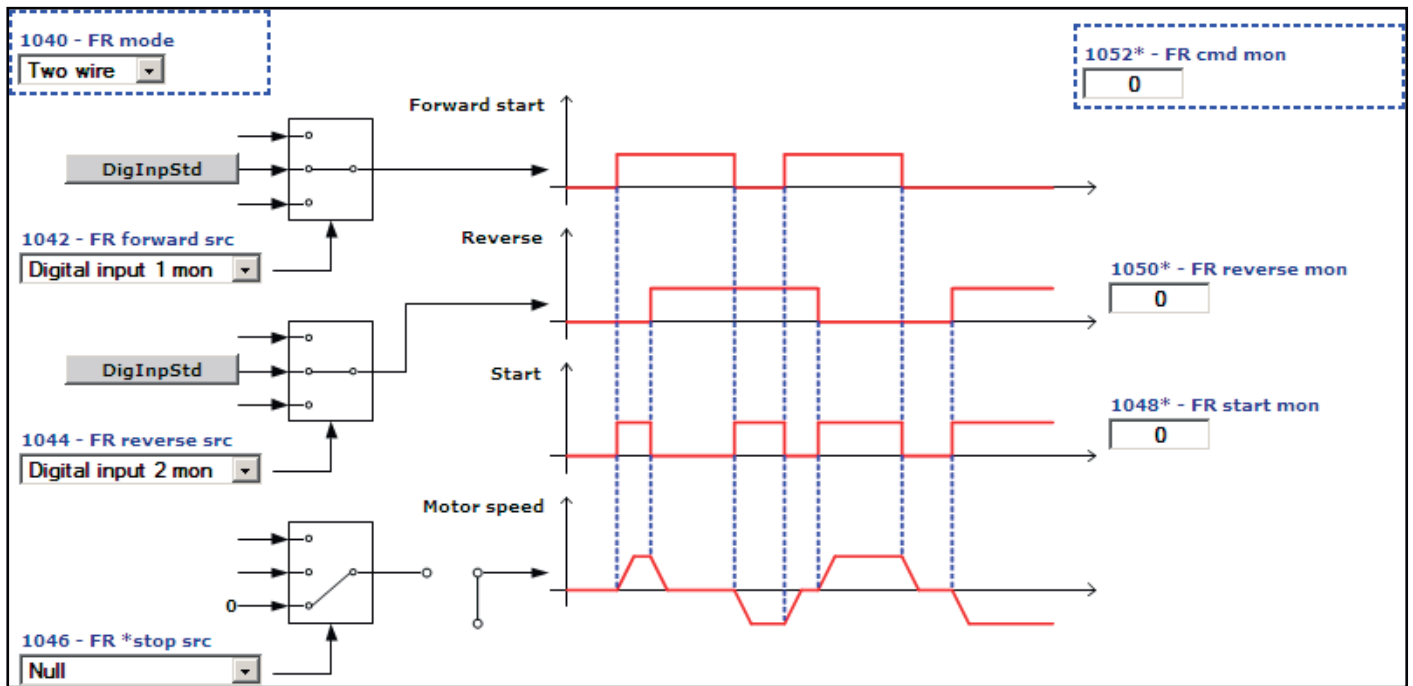 1040 - FR mode
Two wire
1052* - FR cmd mon
0
Forward start
DigInpStd
1042 - FR forward src
Digital input 1 mon
Reverse
1050* - FR reverse mon
0
DigInpStd
Start
1048* - FR start mon
0
1044 - FR reverse src
Digital input 2 mon
Motor speed
0
1046 - FR *stop src
Null